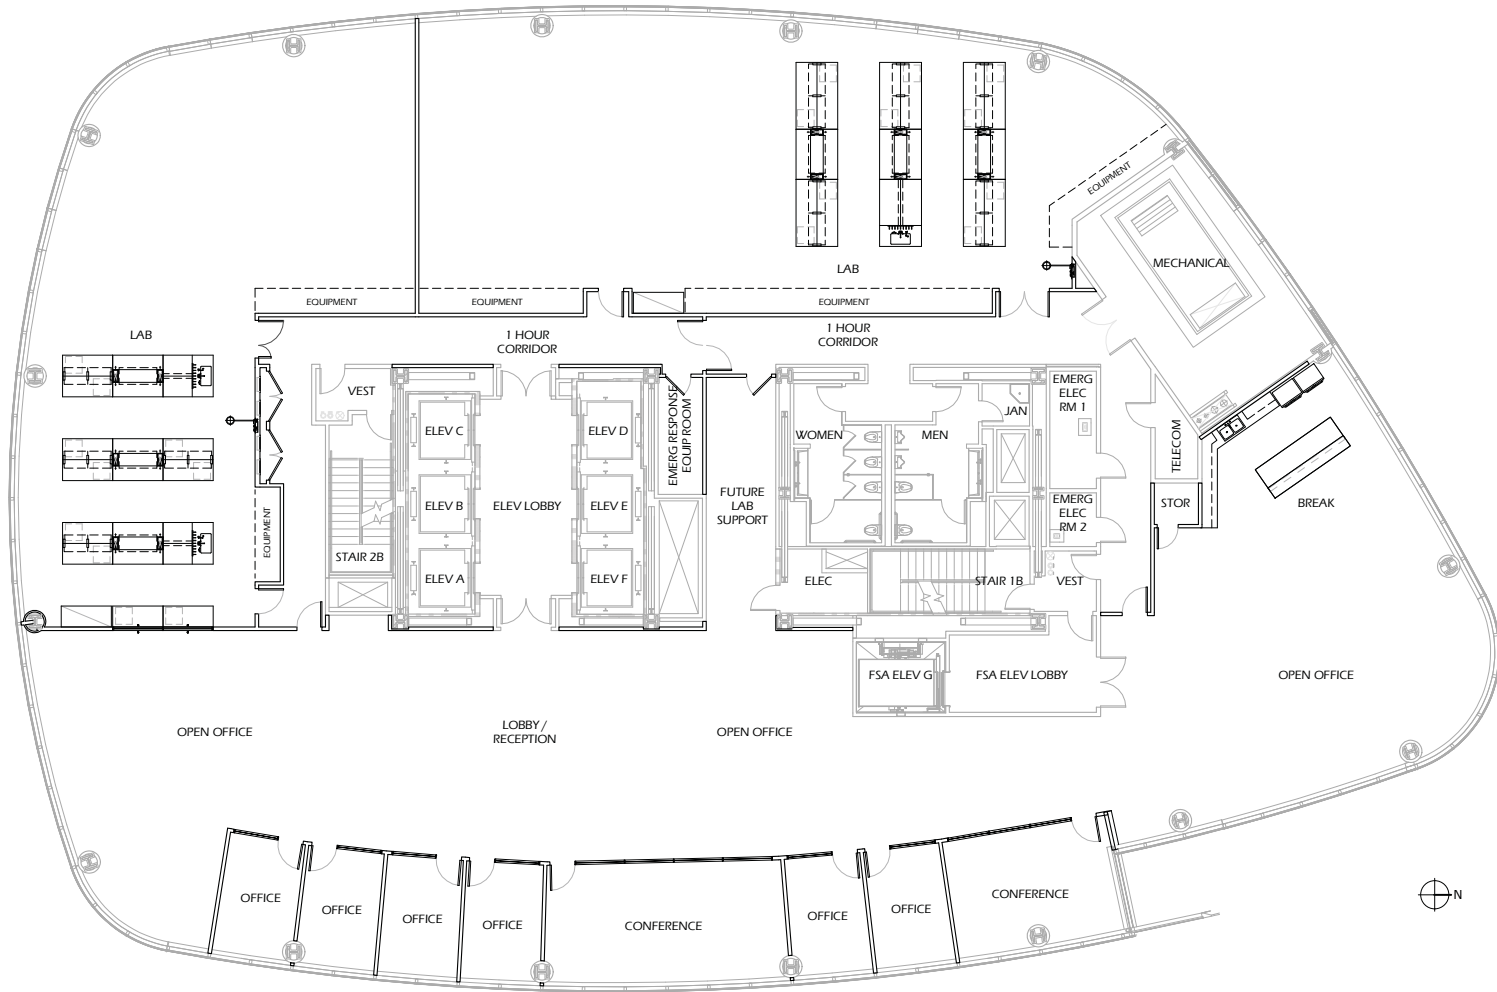 EQUIPMENT
MECHANICAL
LAB
EQUIPMENT
EQUIPMENT
EQUIPMENT
LAB
1 HOUR
CORRIDOR
1 HOUR
CORRIDOR
VEST
EMERG RESPONSE
EQUIP ROOM
EMERG
ELEC
RM 1
JAN
ELEV C
ELEV D
WOMEN
MEN
TELECOM
ELEV B
ELEV LOBBY
ELEV E
FUTURE
LAB
SUPPORT
EMERG
ELEC
RM 2
STOR
BREAK
EQUIPMENT
STAIR 2B
ELEV A
ELEV F
ELEC
STAIR 1B
VEST
FSA ELEV G
FSA ELEV LOBBY
OPEN OFFICE
OPEN OFFICE
LOBBY /
RECEPTION
OPEN OFFICE
OFFICE
OFFICE
OFFICE
OFFICE
CONFERENCE
OFFICE
OFFICE
CONFERENCE
N